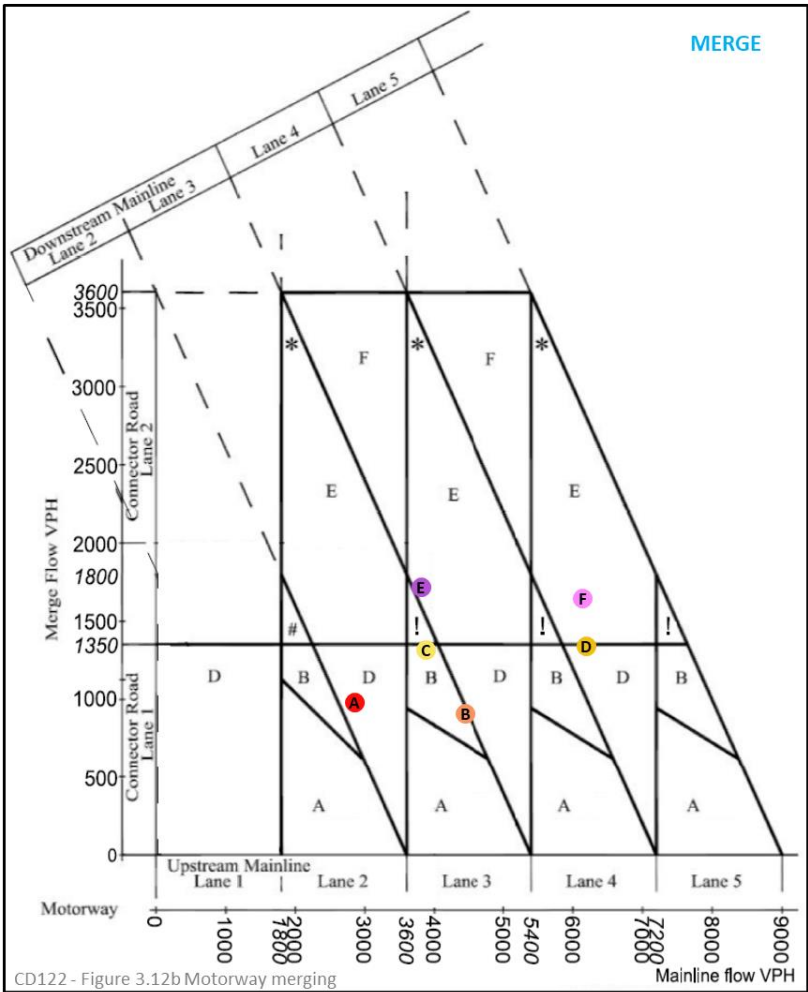 MERGE
Lane 5
Lane 4
Downstream Mainline
Lane 2
Lane 3
3600
3500
3000
2500
2000
1800
1500
1350
1000
500
0
Merge Flow VPH
Connector Road
Lane 2
Connector Road
Lane 1
* F * F *
E E E
E
F
# ! ! !
C
D
D B D B D B D B
A
B
A A A A
Upstream Mainline
Lane 1 Lane 2 Lane 3 Lane 4 Lane 5
Motorway
0 1000 1800 2000 3000 3600 4000 5000 5400 6000 7000 7200 8000 9000
Mainline flow VPH
CD122 - Figure 3.12b Motorway merging